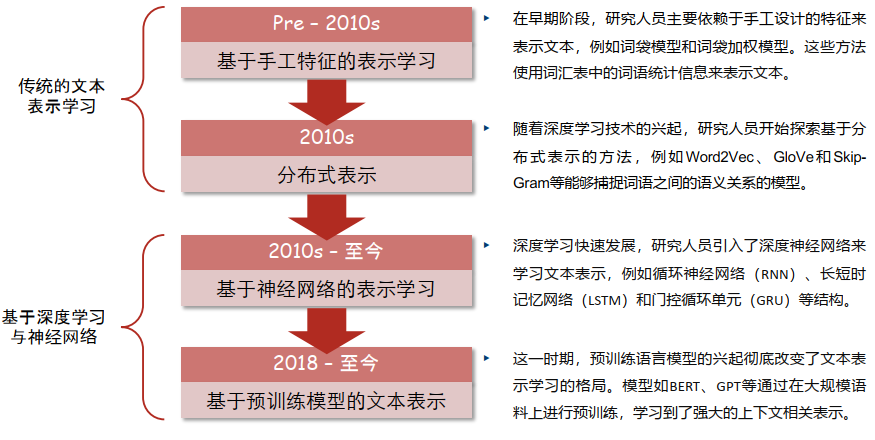 传统的文本
表示学习
Pre – 2010s
基于手工特征的表示学习
▸ 在早期阶段，研究人员主要依赖于手工设计的特征来
表示文本，例如词袋模型和词袋加权模型。这些方法
使用词汇表中的词语统计信息来表示文本。
2010s
分布式表示
▸ 随着深度学习技术的兴起，研究人员开始探索基于分
布式表示的方法，例如Word2Vec、GloVe和Skip-
Gram等能够捕捉词语之间的语义关系的模型。
基于深度学习
与神经网络
2010s – 至今
基于神经网络的表示学习
▸ 深度学习快速发展，研究人员引入了深度神经网络来
学习文本表示，例如循环神经网络（RNN）、长短时
记忆网络（LSTM）和门控循环单元（GRU）等结构。
2018 – 至今
基于预训练模型的文本表示
▸ 这一时期，预训练语言模型的兴起彻底改变了文本表
示学习的格局。模型如BERT、GPT等通过在大规模语
料上进行预训练，学习到了强大的上下文相关表示。